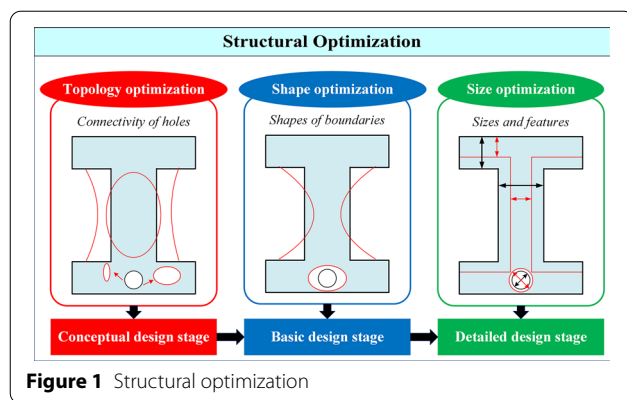 Structural Optimization
Topology optimization
Shape optimization
Size optimization
Connectivity of holes
Shapes of boundaries
Sizes and features
Conceptual design stage
Basic design stage
Detailed design stage
Figure 1 Structural optimization